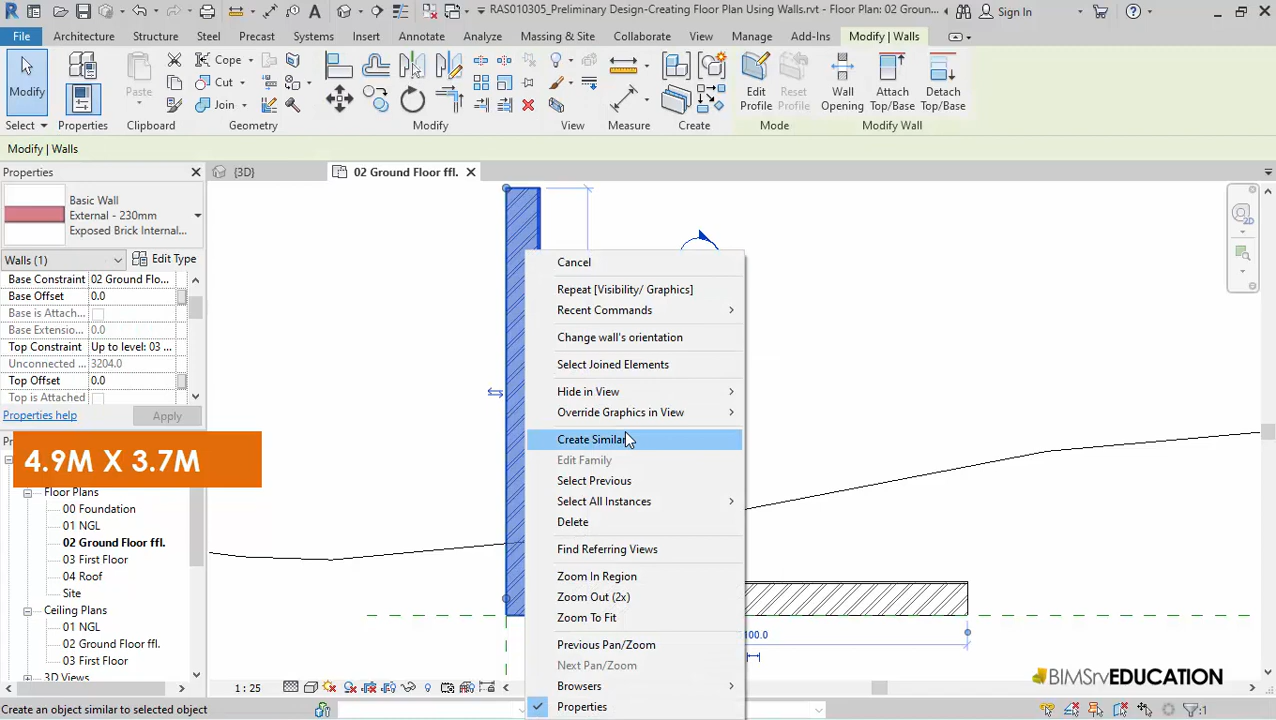 RAS010305_Preliminary Design-Creating Floor Plan Using Walls.rvt - Floor Plan: 02 Groun...
Sign In
File Architecture Structure Steel Precast Systems Insert Annotate Analyze Massing & Site Collaborate View Manage Add-Ins Modify | Walls
Cope
Cut
Join
Modify
Paste
Edit Profile
Reset Profile
Wall Opening
Attach Top/Base
Detach Top/Base
Select Properties Clipboard Geometry Modify View Measure Create Mode Modify Wall
Modify | Walls
Properties
{3D}
02 Ground Floor ffl.
Basic Wall
External - 230mm
Exposed Brick Internal...
Walls (1)
Edit Type
Base Constraint 02 Ground Flo...
Base Offset 0.0
Base is Attach...
Base Extensio... 0.0
Top Constraint Up to level: 03 ...
Unconnected ... 3204.0
Top Offset 0.0
Top is Attached
Properties help
Apply
4.9M X 3.7M
Floor Plans
00 Foundation
01 NGL
02 Ground Floor ffl.
03 First Floor
04 Roof
Site
Ceiling Plans
01 NGL
02 Ground Floor ffl.
03 First Floor
3D Views
Cancel
Repeat [Visibility/ Graphics]
Recent Commands
Change wall's orientation
Select Joined Elements
Hide in View
Override Graphics in View
Create Similar
Edit Family
Select Previous
Select All Instances
Delete
Find Referring Views
Zoom In Region
Zoom Out (2x)
Zoom To Fit
Previous Pan/Zoom
Next Pan/Zoom
Browsers
Properties
100.0
1 : 25
BIMSrvEDUCATION
Create an object similar to selected object
:1